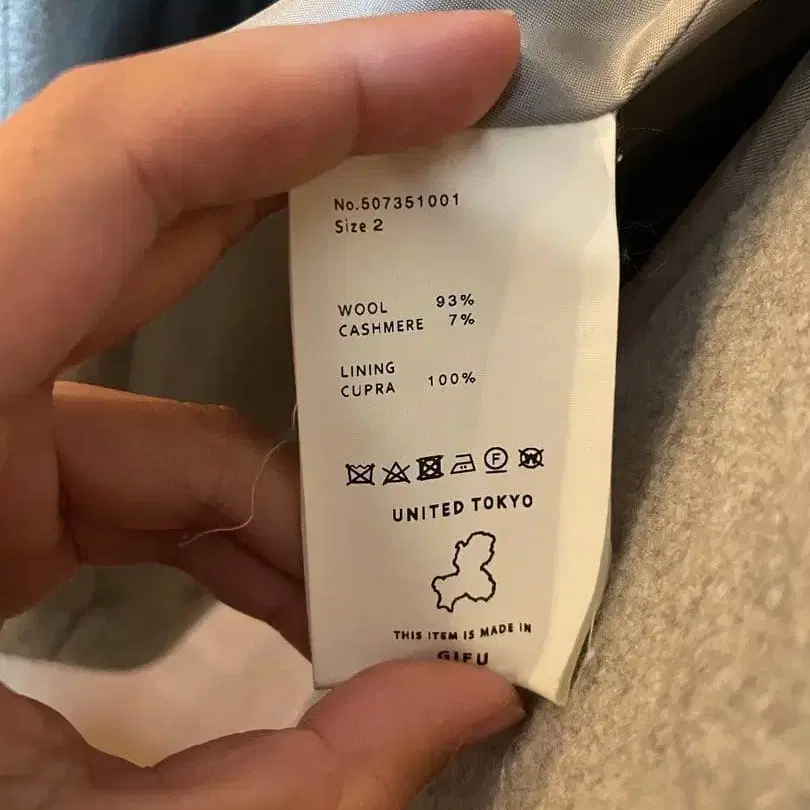 No.507351001
Size 2
WOOL 93%
CASHMERE 7%
LINING
CUPRA 100%
F W
UNITED TOKYO
THIS ITEM IS MADE IN
GIFU